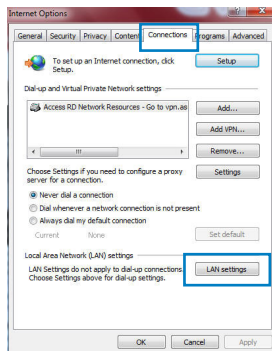 Internet Options
General Security Privacy Content Connections Programs Advanced
To set up an Internet connection, click
Setup.
Setup
Dial-up and Virtual Private Network settings
Access RD Network Resources - Go to vpn.as
Add...
Add VPN...
Remove...
Choose Settings if you need to configure a proxy
server for a connection.
Settings
Never dial a connection
Dial whenever a network connection is not present
Always dial my default connection
Current None
Set default
Local Area Network (LAN) settings
LAN Settings do not apply to dial-up connections.
Choose Settings above for dial-up settings.
LAN settings
OK Cancel Apply